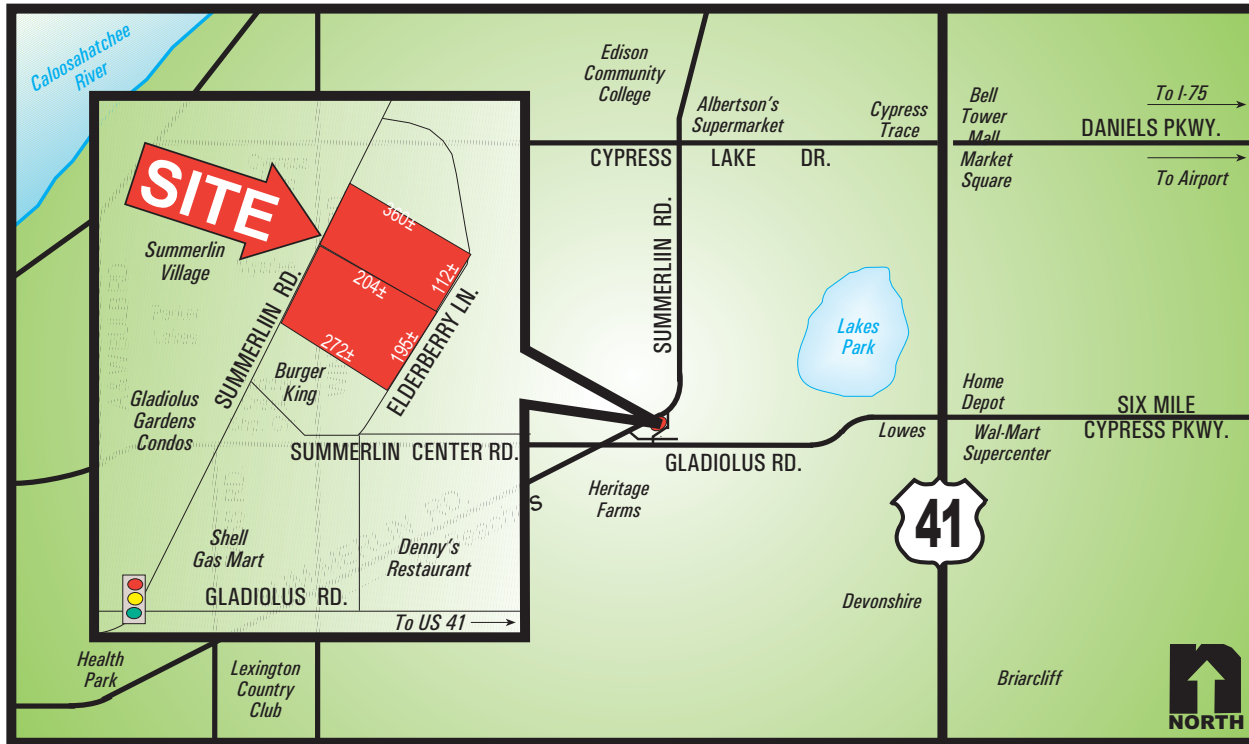 Caloosahatchee
River
SITE
Summerlin
Village
360±
112±
204±
195±
272±
SUMMERLIIN RD.
ELDERBERRY LN.
Burger
King
Gladiolus
Gardens
Condos
SUMMERLIN CENTER RD.
Shell
Gas Mart
Denny's
Restaurant
GLADIOLUS RD.
To US 41
Health
Park
Lexington
Country
Club
Edison
Community
College
Albertson's
Supermarket
Cypress
Trace
CYPRESS LAKE DR.
Bell
Tower
Mall
To I-75
DANIELS PKWY.
Market
Square
To Airport
SUMMERLIIN RD.
Lakes
Park
Home
Depot
SIX MILE
CYPRESS PKWY.
Lowes
Wal-Mart
Supercenter
GLADIOLUS RD.
Heritage
Farms
S
41
Devonshire
Briarcliff
n
NORTH